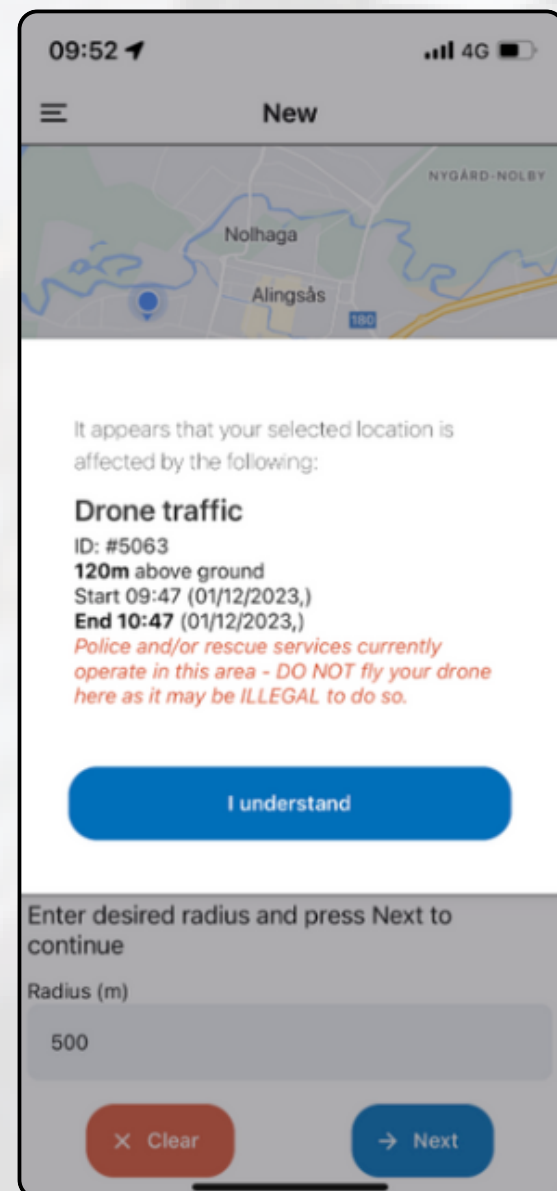 09:52
4G
New
NYGÅRD-NOLBY
Nolhaga
Alingsås
180
It appears that your selected location is
affected by the following:
Drone traffic
ID: #5063
120m above ground
Start 09:47 (01/12/2023,)
End 10:47 (01/12/2023,)
Police and/or rescue services currently
operate in this area - DO NOT fly your drone
here as it may be ILLEGAL to do so.
I understand
Enter desired radius and press Next to
continue
Radius (m)
500
Clear
Next